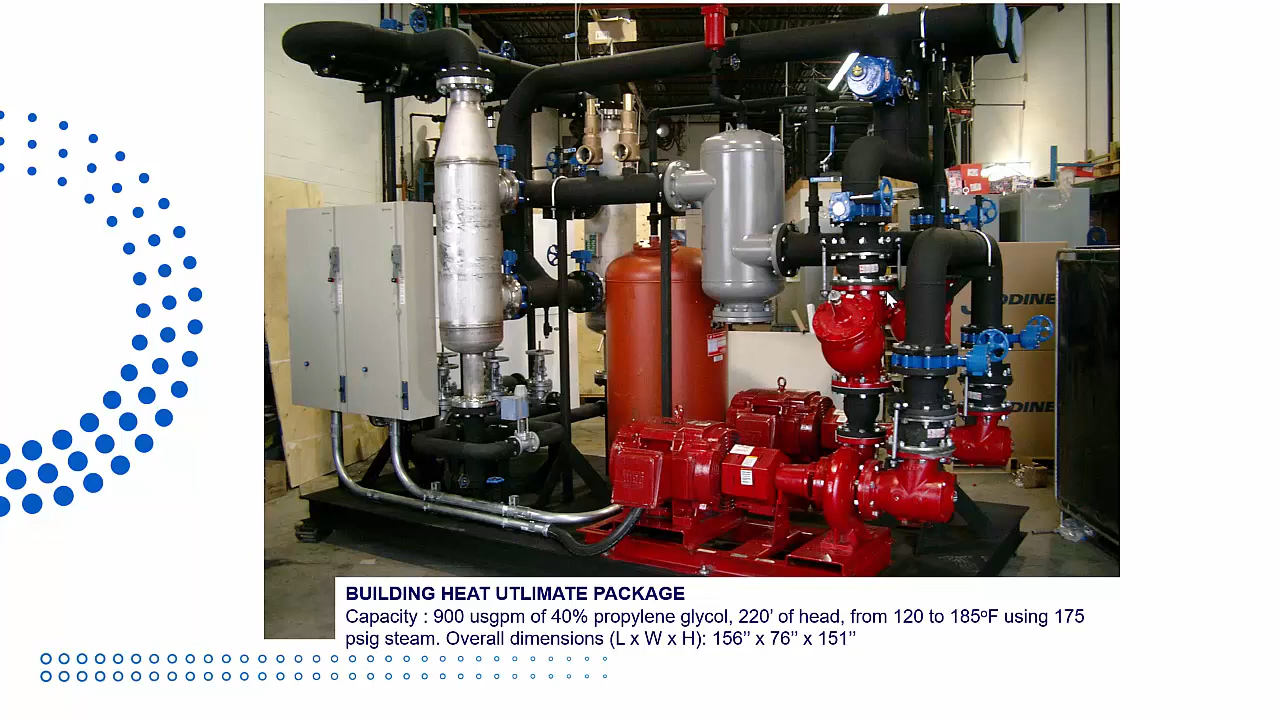 BUILDING HEAT UTLIMATE PACKAGE
Capacity : 900 usgpm of 40% propylene glycol, 220’ of head, from 120 to 185ºF using 175
psig steam. Overall dimensions (L x W x H): 156’’ x 76’’ x 151’’